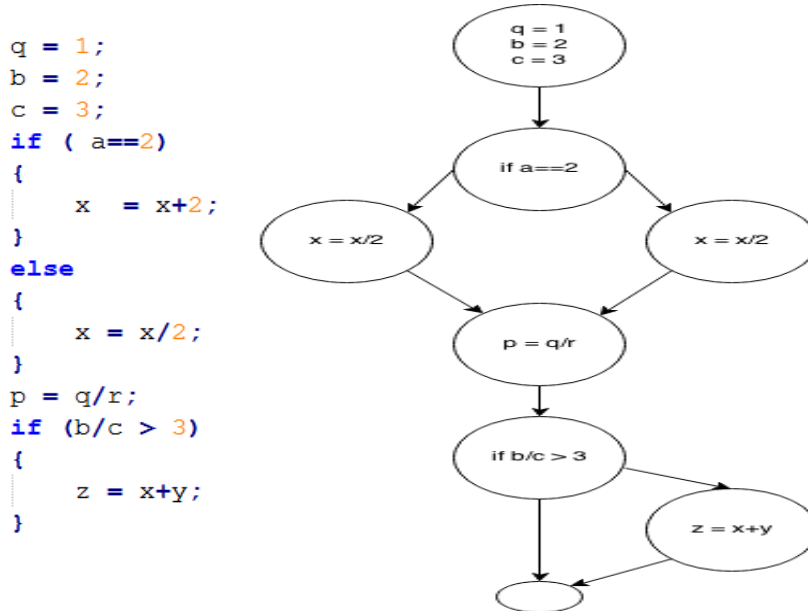 q = 1;
b = 2;
c = 3;
if ( a==2)
{
x  = x+2;
}
else
{
x = x/2;
}
p = q/r;
if (b/c > 3)
{
z = x+y;
}
q = 1
b = 2
c = 3
if a==2
x = x/2
x = x/2
p = q/r
if b/c > 3
z = x+y